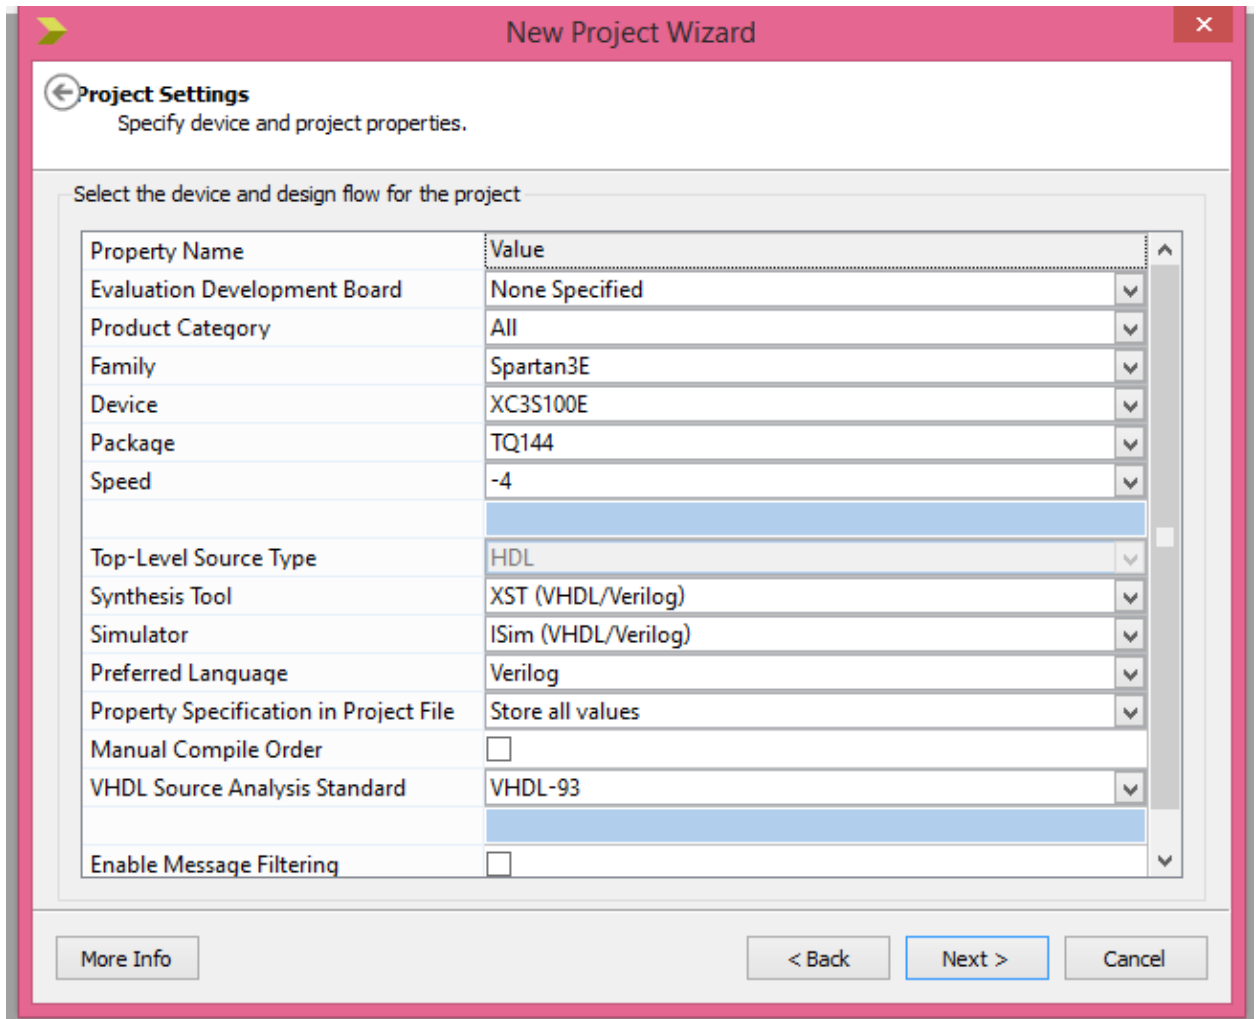 New Project Wizard
Project Settings
Specify device and project properties.
Select the device and design flow for the project
Property Name Value
Evaluation Development Board None Specified
Product Category All
Family Spartan3E
Device XC3S100E
Package TQ144
Speed -4
Top-Level Source Type HDL
Synthesis Tool XST (VHDL/Verilog)
Simulator ISim (VHDL/Verilog)
Preferred Language Verilog
Property Specification in Project File Store all values
Manual Compile Order
VHDL Source Analysis Standard VHDL-93
Enable Message Filtering
More Info < Back Next > Cancel